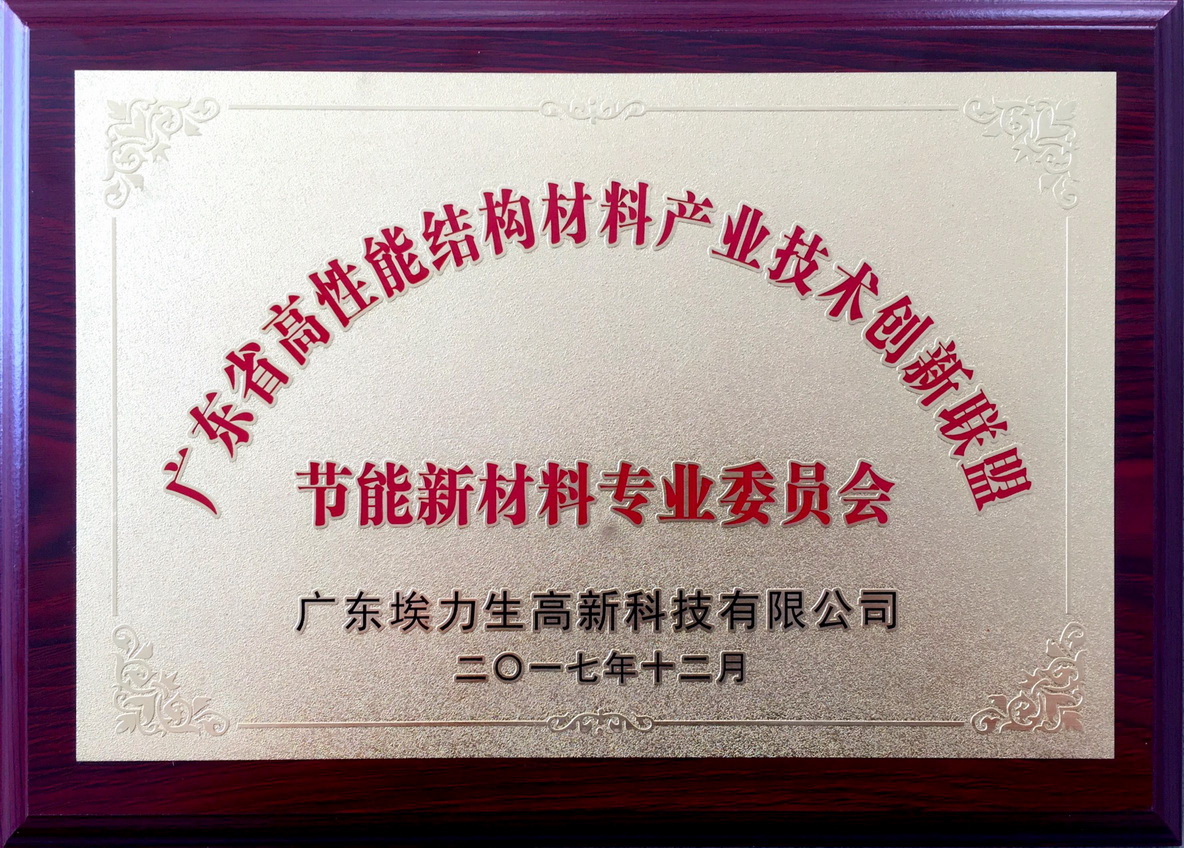 广东省高性能结构材料产业技术创新联盟
节能新材料专业委员会
广东埃力生高新科技有限公司
二〇一七年十二月